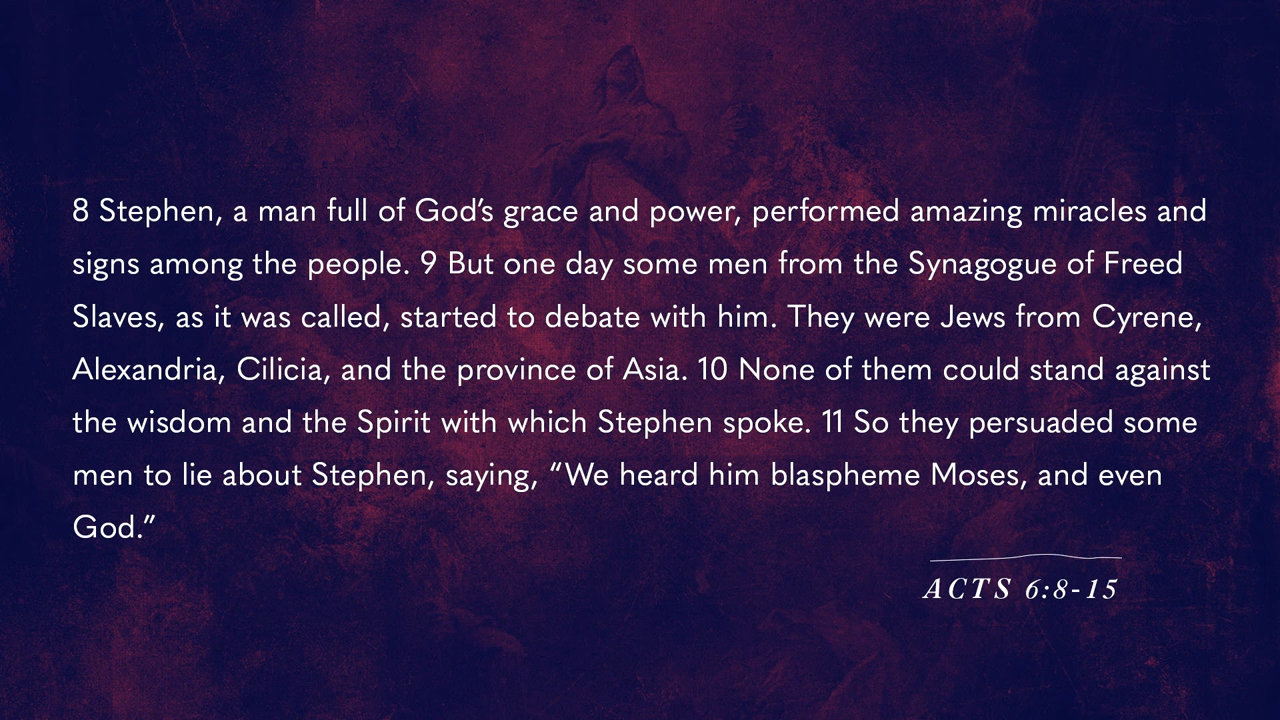 8 Stephen, a man full of God’s grace and power, performed amazing miracles and
signs among the people. 9 But one day some men from the Synagogue of Freed
Slaves, as it was called, started to debate with him. They were Jews from Cyrene,
Alexandria, Cilicia, and the province of Asia. 10 None of them could stand against
the wisdom and the Spirit with which Stephen spoke. 11 So they persuaded some
men to lie about Stephen, saying, “We heard him blaspheme Moses, and even
God.”
ACTS 6:8-15